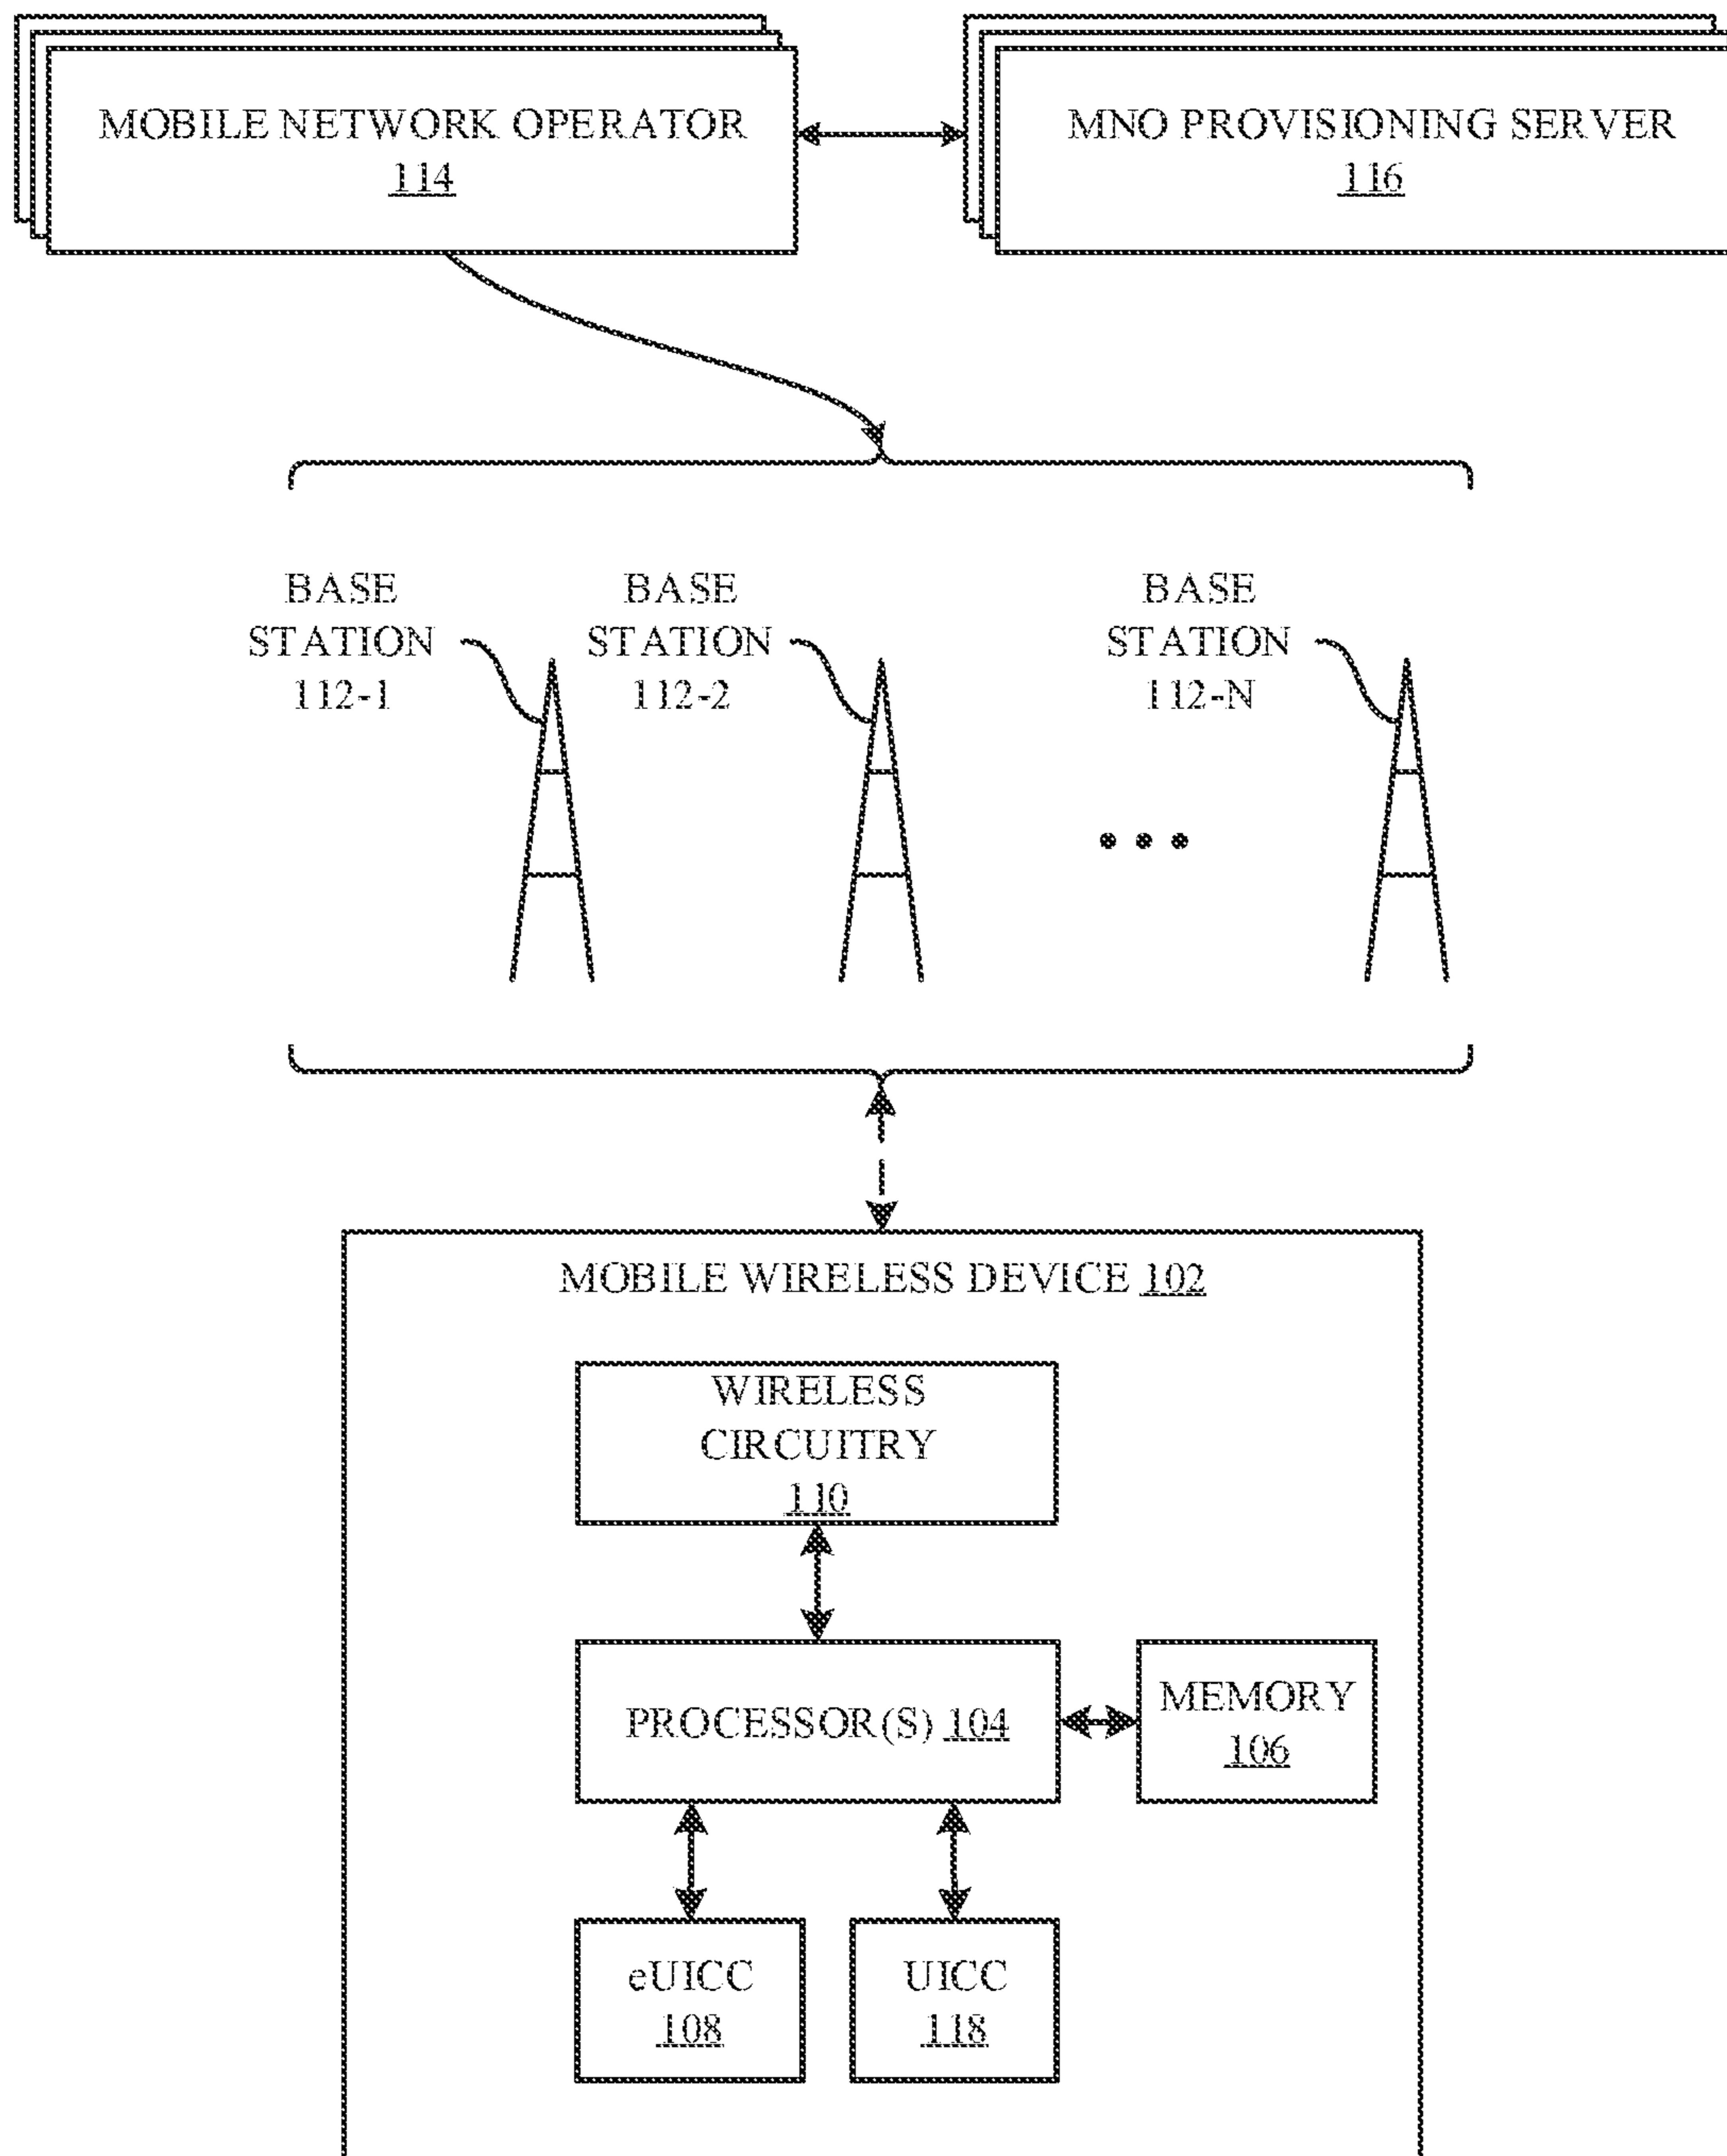 MOBILE NETWORK OPERATOR
114
MNO PROVISIONING SERVER
116
BASE
STATION
112-1
BASE
STATION
112-2
BASE
STATION
112-N
MOBILE WIRELESS DEVICE 102
WIRELESS
CIRCUITRY
110
PROCESSOR(S) 104
MEMORY
106
eUICC
108
UICC
118